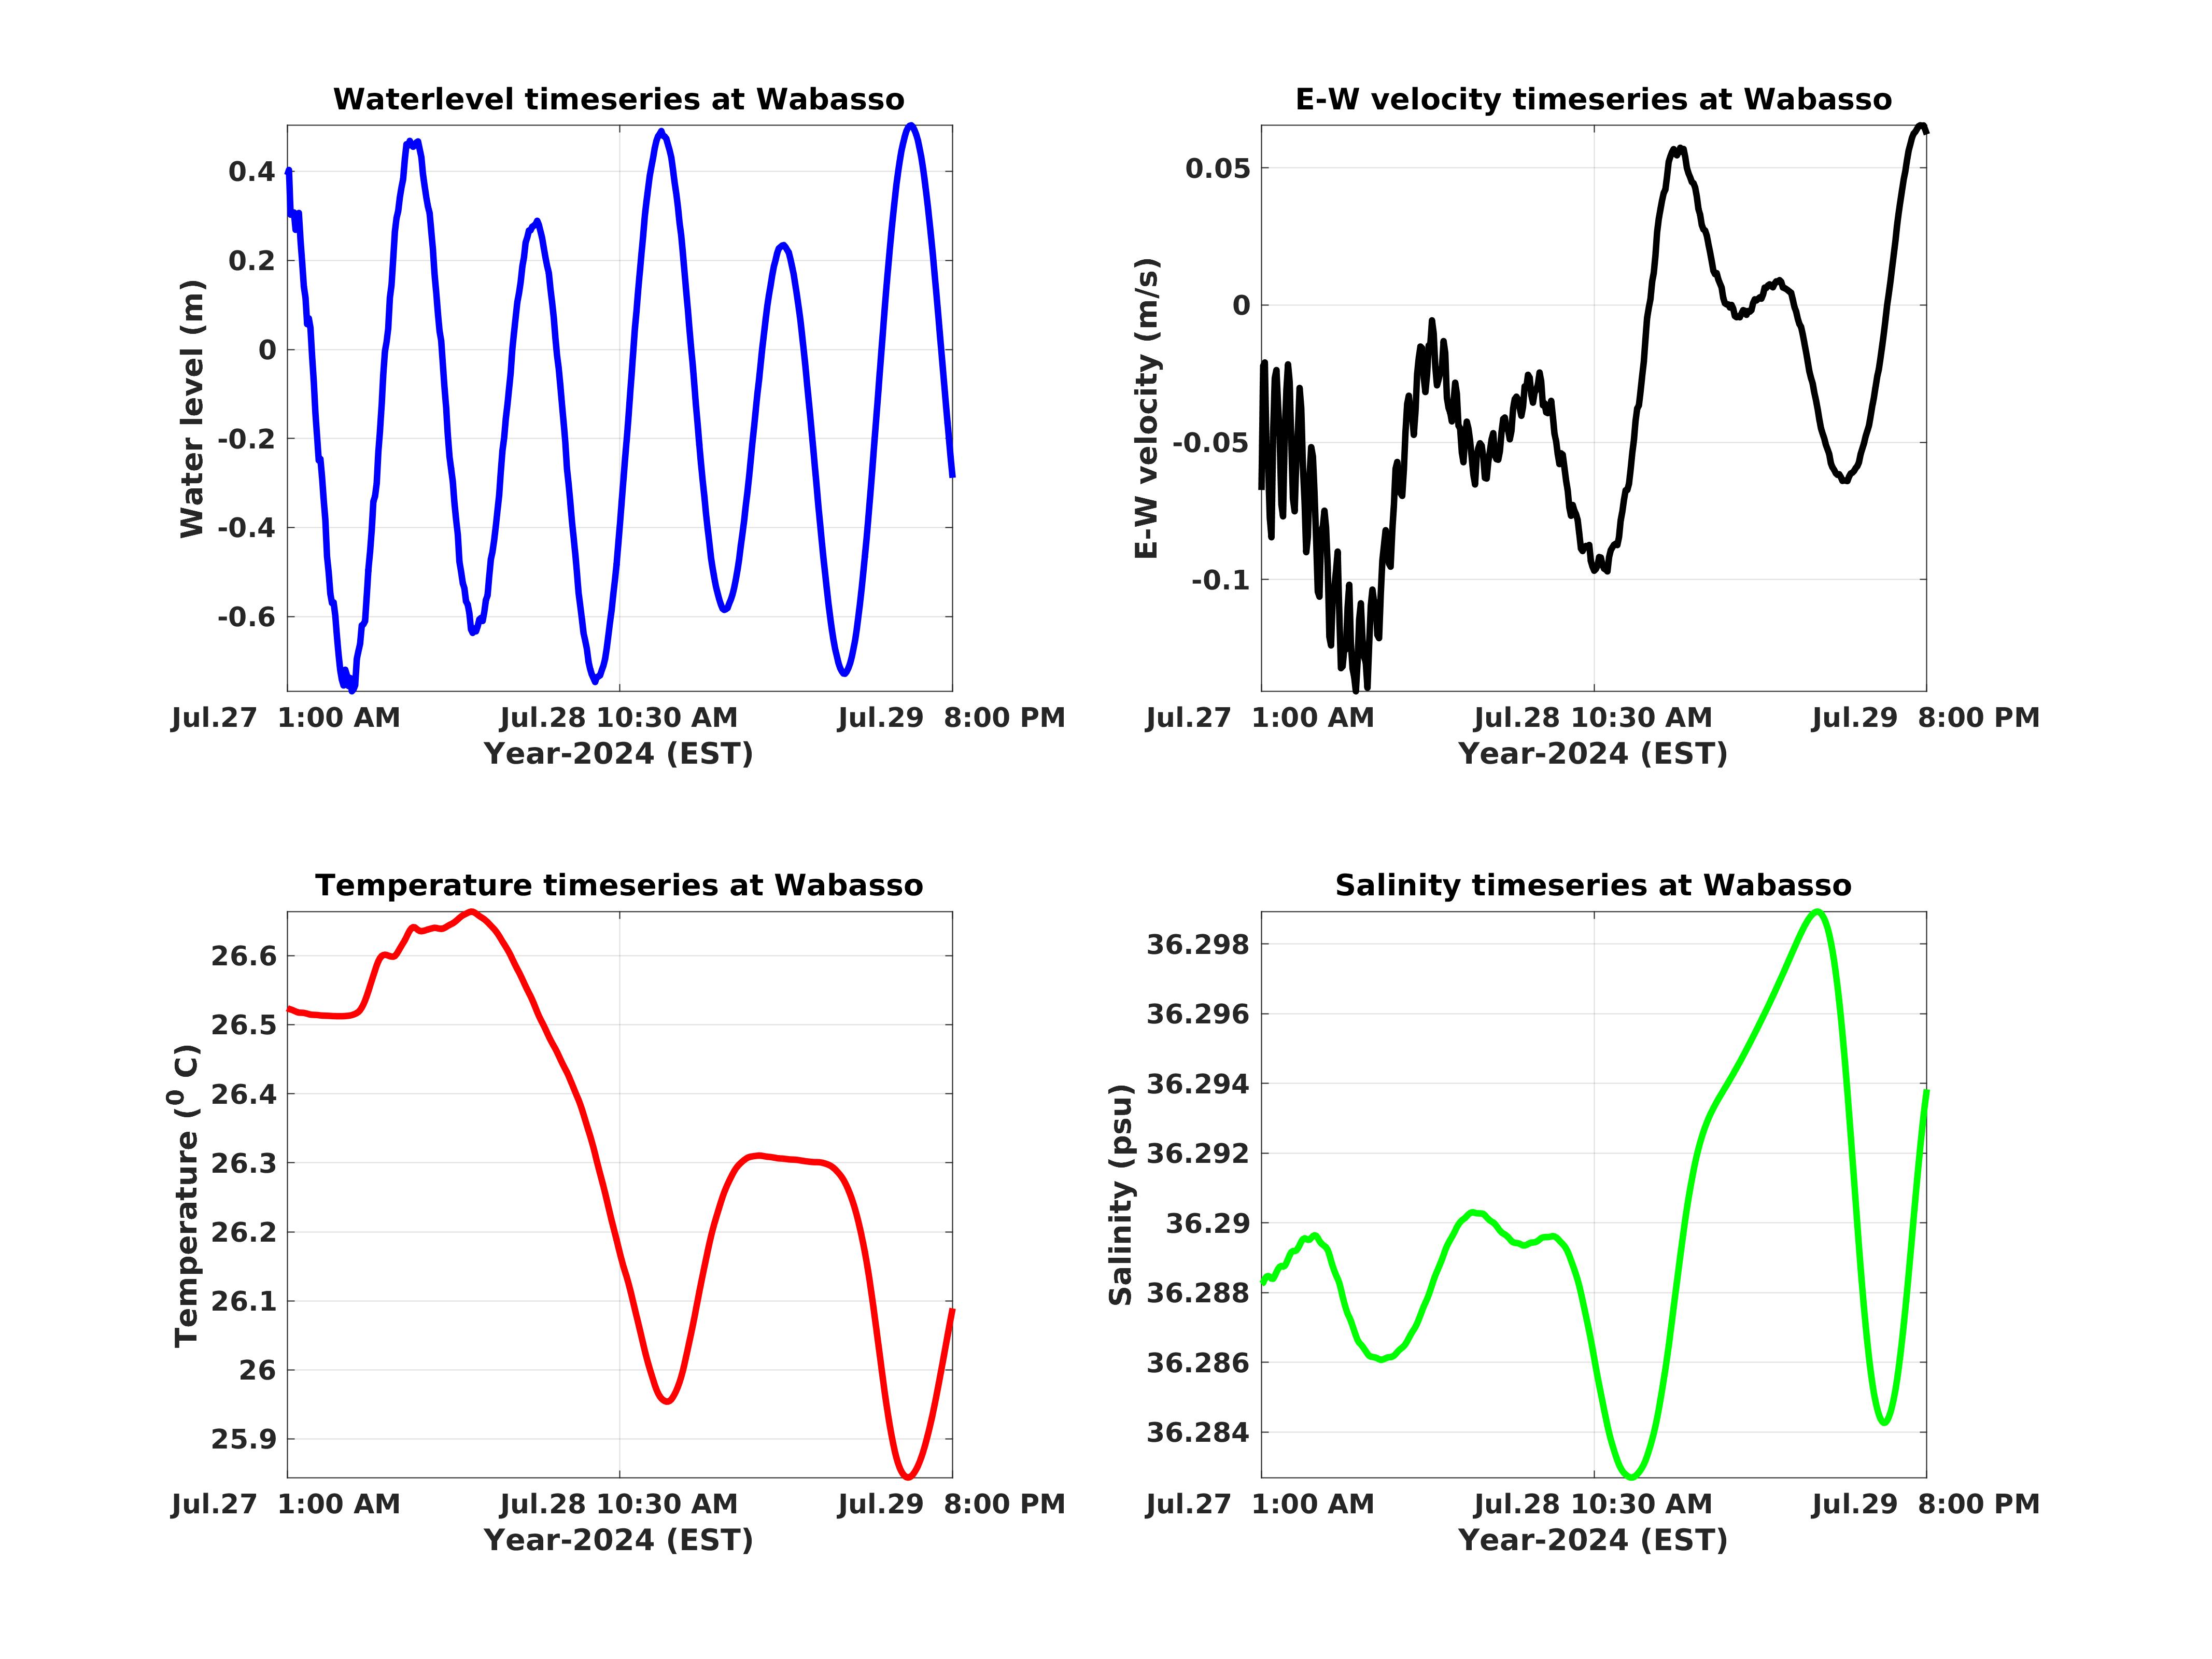 Waterlevel timeseries at Wabasso
0.4
0.2
0
-0.2
-0.4
-0.6
Water level (m)
Jul.27 1:00 AM Jul.28 10:30 AM Jul.29 8:00 PM
Year-2024 (EST)
E-W velocity timeseries at Wabasso
0.05
0
-0.05
-0.1
E-W velocity (m/s)
Jul.27 1:00 AM Jul.28 10:30 AM Jul.29 8:00 PM
Year-2024 (EST)
Temperature timeseries at Wabasso
26.6
26.5
26.4
26.3
26.2
26.1
26
25.9
Temperature (⁰ C)
Jul.27 1:00 AM Jul.28 10:30 AM Jul.29 8:00 PM
Year-2024 (EST)
Salinity timeseries at Wabasso
36.298
36.296
36.294
36.292
36.29
36.288
36.286
36.284
Salinity (psu)
Jul.27 1:00 AM Jul.28 10:30 AM Jul.29 8:00 PM
Year-2024 (EST)